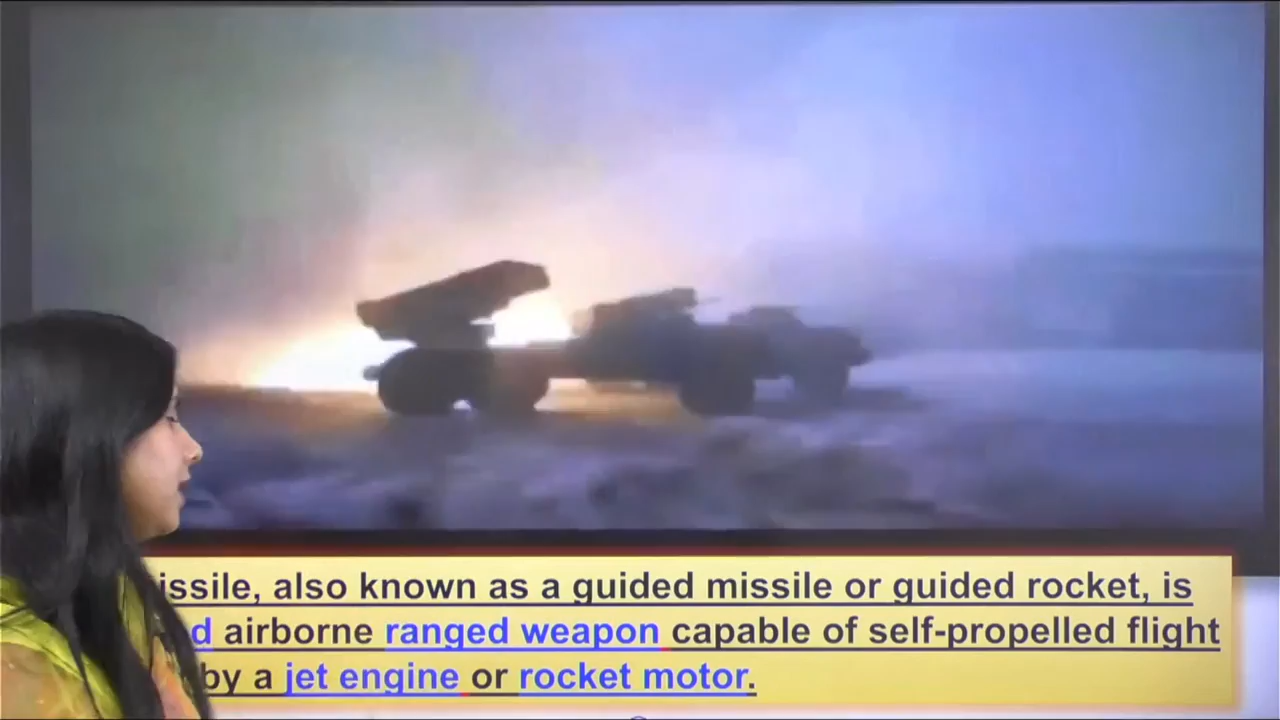 issile, also known as a guided missile or guided rocket, is
d airborne ranged weapon capable of self-propelled flight
by a jet engine or rocket motor.